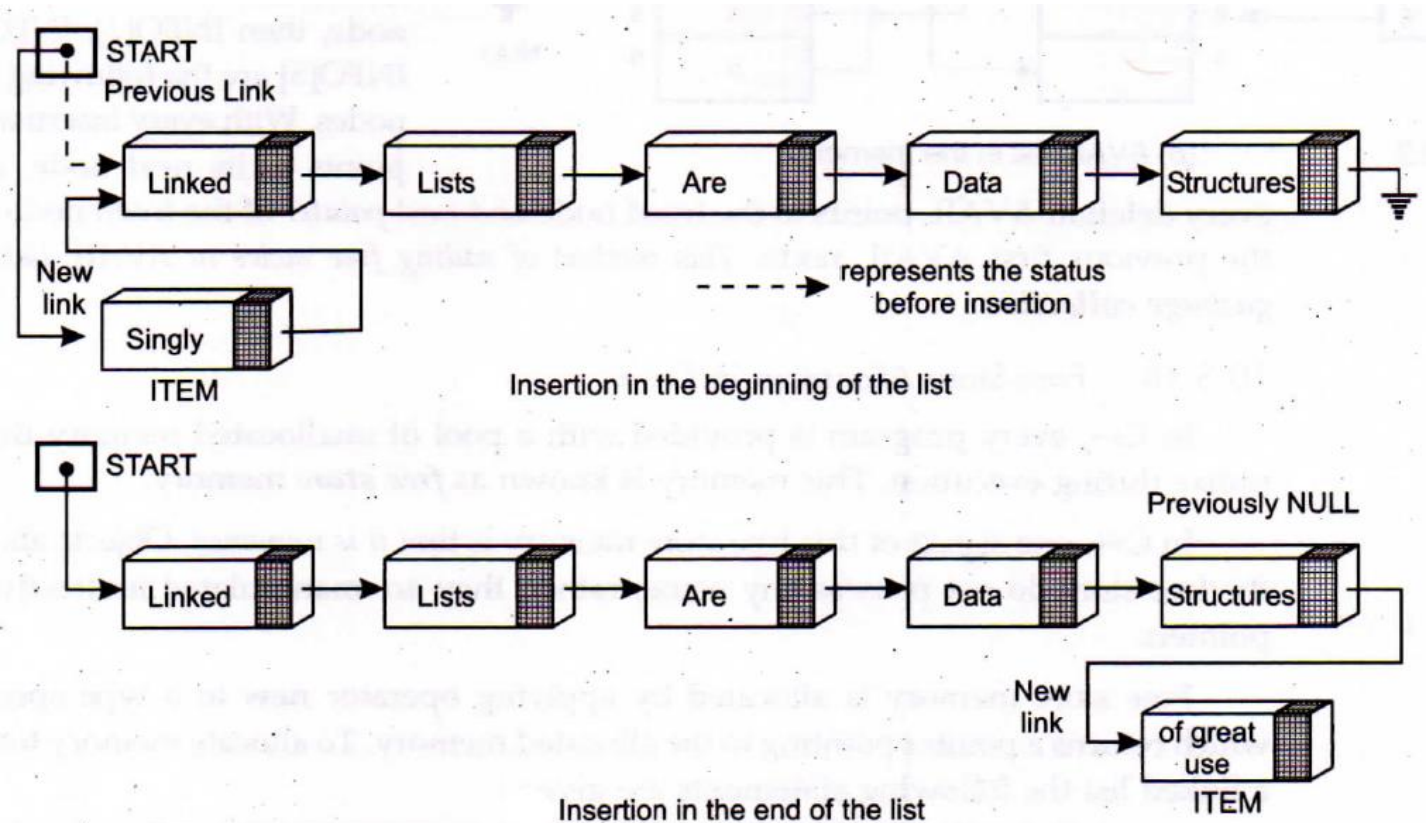 START
Previous Link
Linked
Lists
Are
Data
Structures
New
link
Singly
ITEM
represents the status
before insertion
Insertion in the beginning of the list
START
Previously NULL
Linked
Lists
Are
Data
Structures
New
link
of great
use
ITEM
Insertion in the end of the list